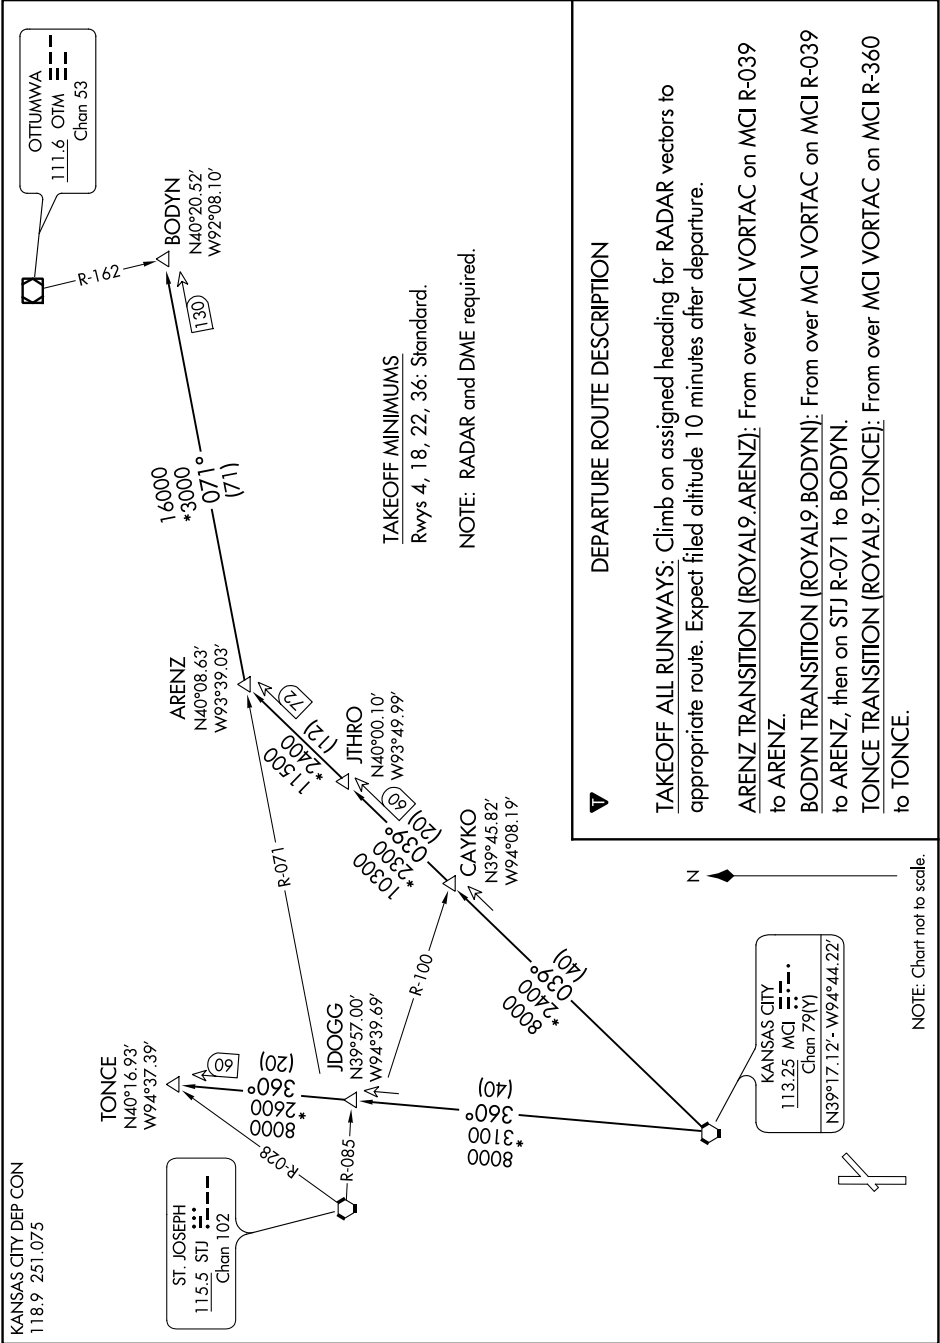 KANSAS CITY DEP CON
118.9 251.075
OTTUMWA
111.6 OTM
Chan 53
R-162
BODYN
N40°20.52'
W92°08.10'
130
16000
*3000
071°
(71)
TAKEOFF MINIMUMS
Rwys 4, 18, 22, 36: Standard.
NOTE: RADAR and DME required.
ARENZ
N40°08.63'
W93°39.03'
72
11500
*2400
(12)
JTHRO
N40°00.10'
W93°49.99'
60
10300
*2300
039°
(20)
R-071
CAYKO
N39°45.82'
W94°08.19'
R-100
8000
*2400
039°
(40)
TONCE
N40°16.93'
W94°37.39'
60
8000
*2600
360°
(20)
JDOGG
N39°57.00'
W94°39.69'
8000
*3100
360°
(40)
R-028
R-085
ST. JOSEPH
115.5 STJ
Chan 102
KANSAS CITY
113.25 MCI
Chan 79(Y)
N39°17.12'- W94°44.22'
N
NOTE: Chart not to scale.
T
DEPARTURE ROUTE DESCRIPTION
TAKEOFF ALL RUNWAYS: Climb on assigned heading for RADAR vectors to
appropriate route. Expect filed altitude 10 minutes after departure.
ARENZ TRANSITION (ROYAL9.ARENZ): From over MCI VORTAC on MCI R-039
to ARENZ.
BODYN TRANSITION (ROYAL9.BODYN): From over MCI VORTAC on MCI R-039
to ARENZ, then on STJ R-071 to BODYN.
TONCE TRANSITION (ROYAL9.TONCE): From over MCI VORTAC on MCI R-360
to TONCE.